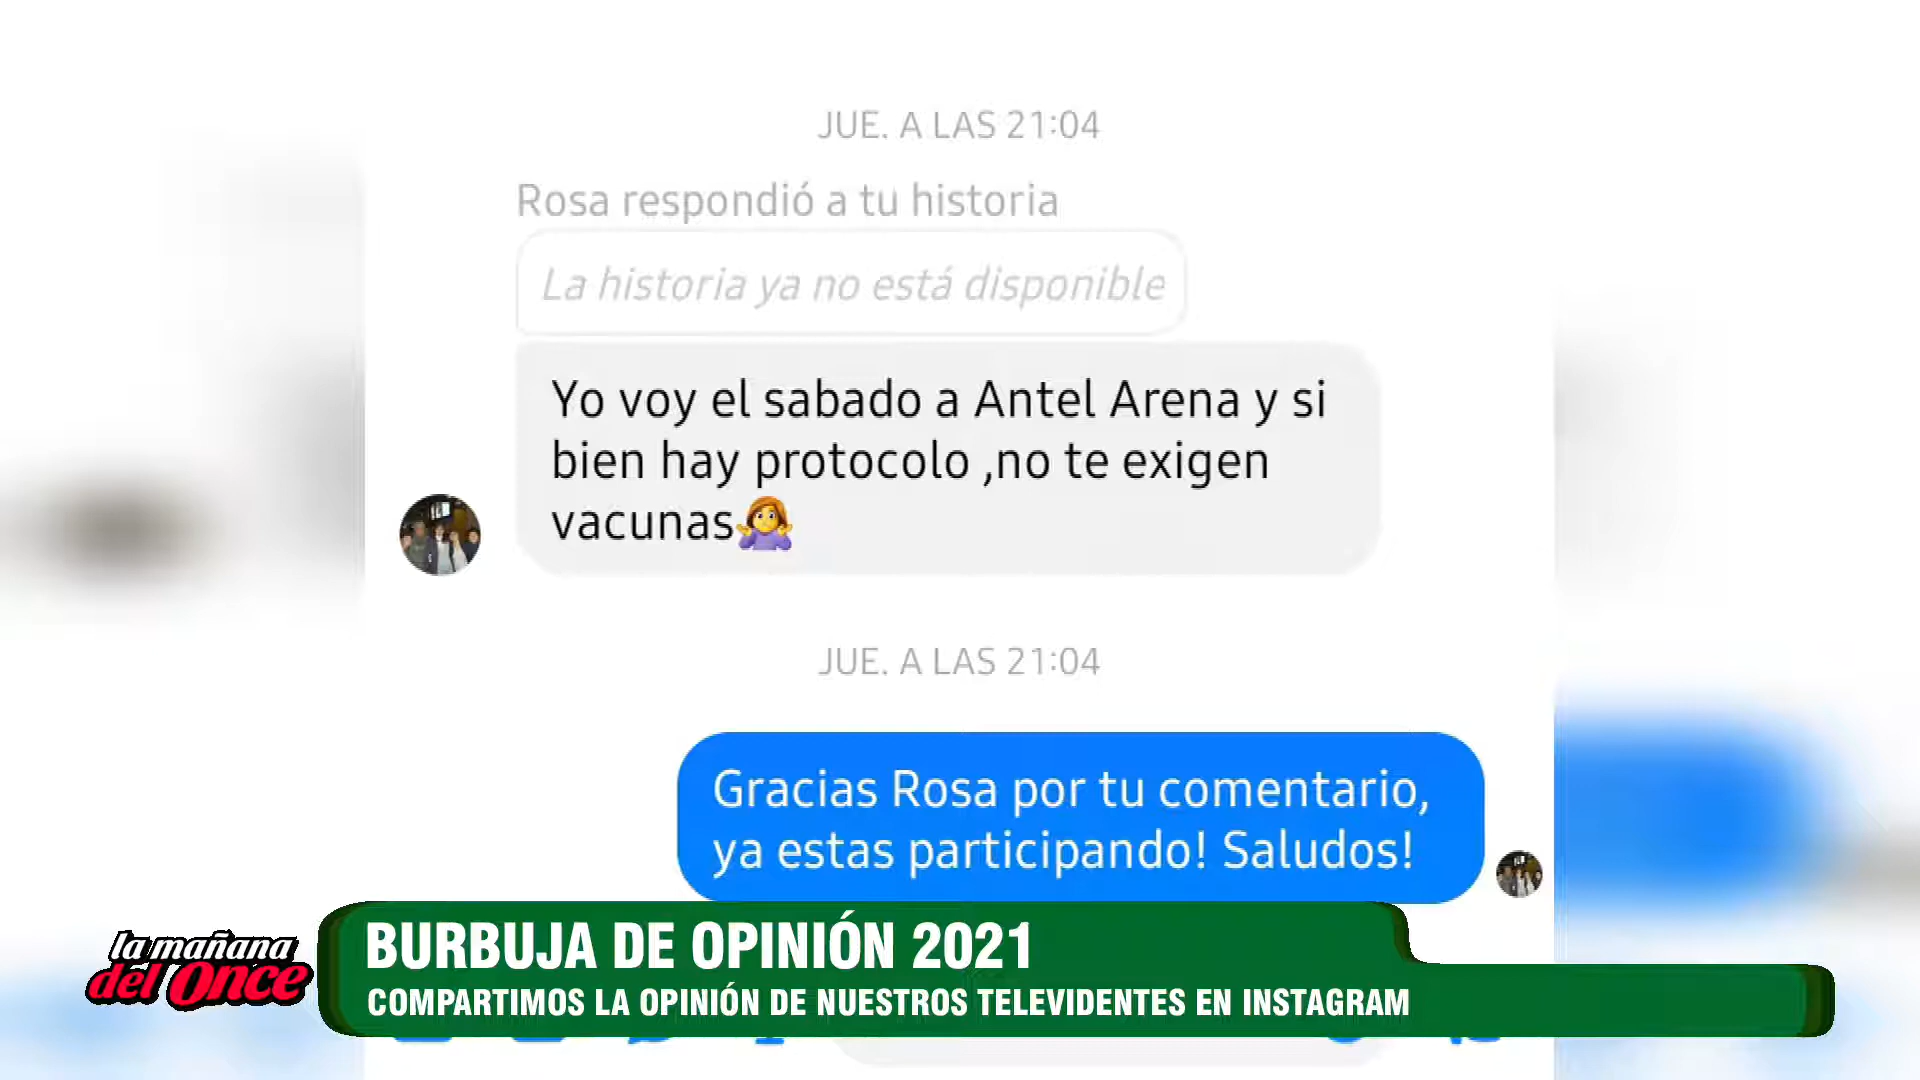 JUE. A LAS 21:04
Rosa respondió a tu historia
La historia ya no está disponible
Yo voy el sabado a Antel Arena y si
bien hay protocolo ,no te exigen
vacunas🤷‍♀️
JUE. A LAS 21:04
Gracias Rosa por tu comentario,
ya estas participando! Saludos!
la mañana
del Once
BURBUJA DE OPINIÓN 2021
COMPARTIMOS LA OPINIÓN DE NUESTROS TELEVIDENTES EN INSTAGRAM